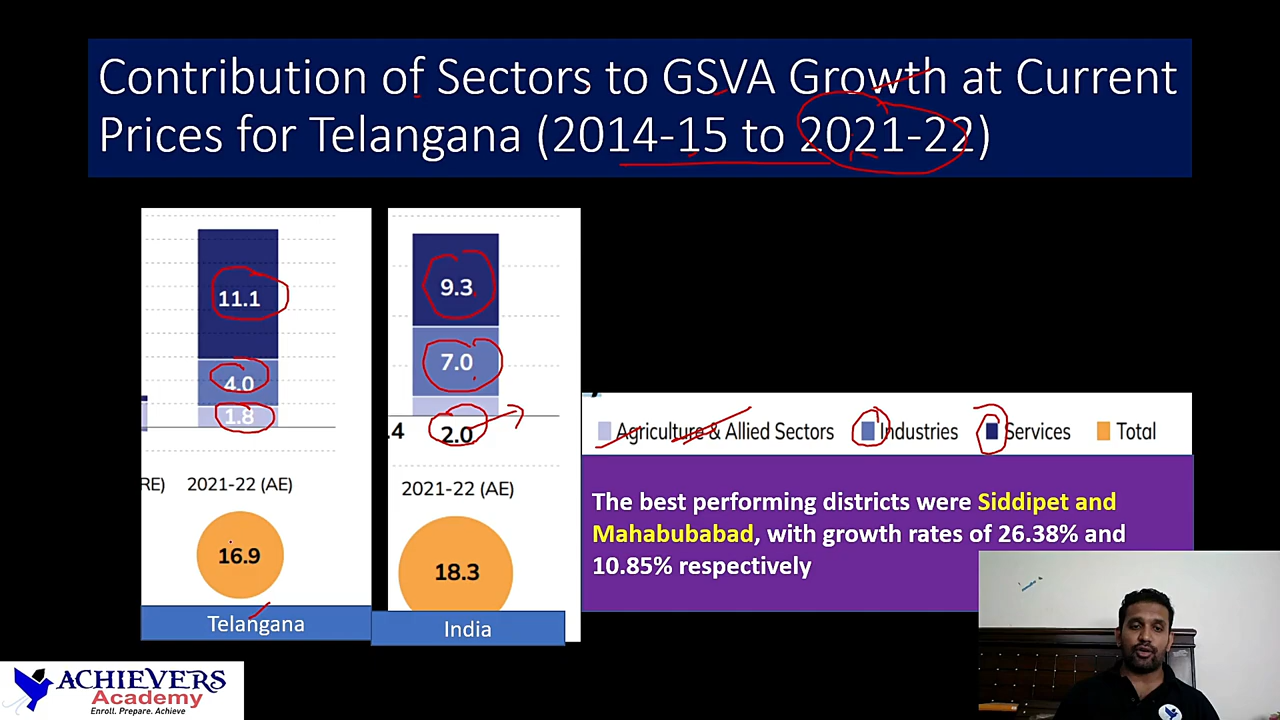 Contribution of Sectors to GSVA Growth at Current
Prices for Telangana (2014-15 to 2021-22)
11.1
4.0
1.8
RE) 2021-22 (AE)
16.9
Telangana
9.3
7.0
.4 2.0
2021-22 (AE)
18.3
India
Agriculture & Allied Sectors Industries Services Total
The best performing districts were Siddipet and
Mahabubabad, with growth rates of 26.38% and
10.85% respectively
ACHIEVERS
Academy
Enroll. Prepare. Achieve